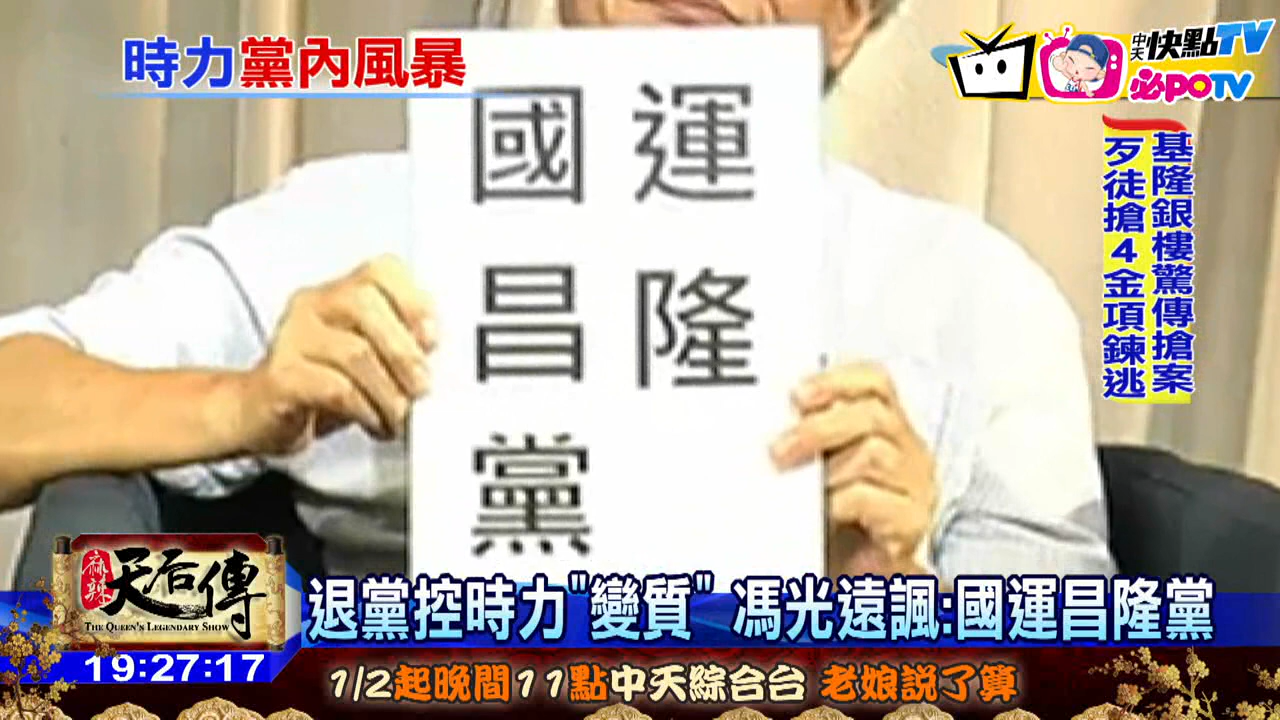 時力黨內風暴
中天快點TV
必POTV
基隆銀樓驚傳搶案
歹徒搶4金項鍊逃
國運
昌隆
黨
麻辣天后傳
THE QUEEN'S LEGENDARY SHOW
退黨控時力"變質" 馮光遠諷:國運昌隆黨
19:27:17
1/2起晚間11點中天綜合台 老娘説了算